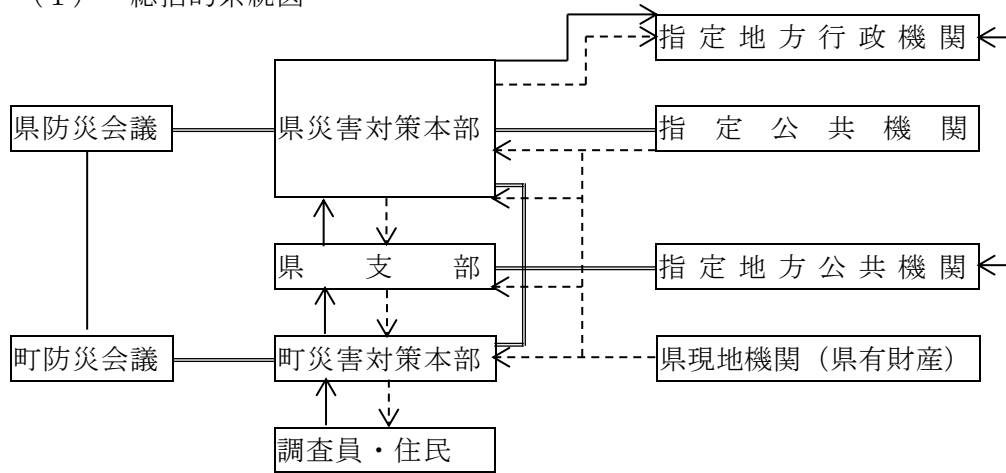 （１）　総括的系統図
指定地方行政機関
県防災会議
県災害対策本部
指定公共機関
県支部
指定地方公共機関
町防災会議
町災害対策本部
県現地機関（県有財産）
調査員・住民